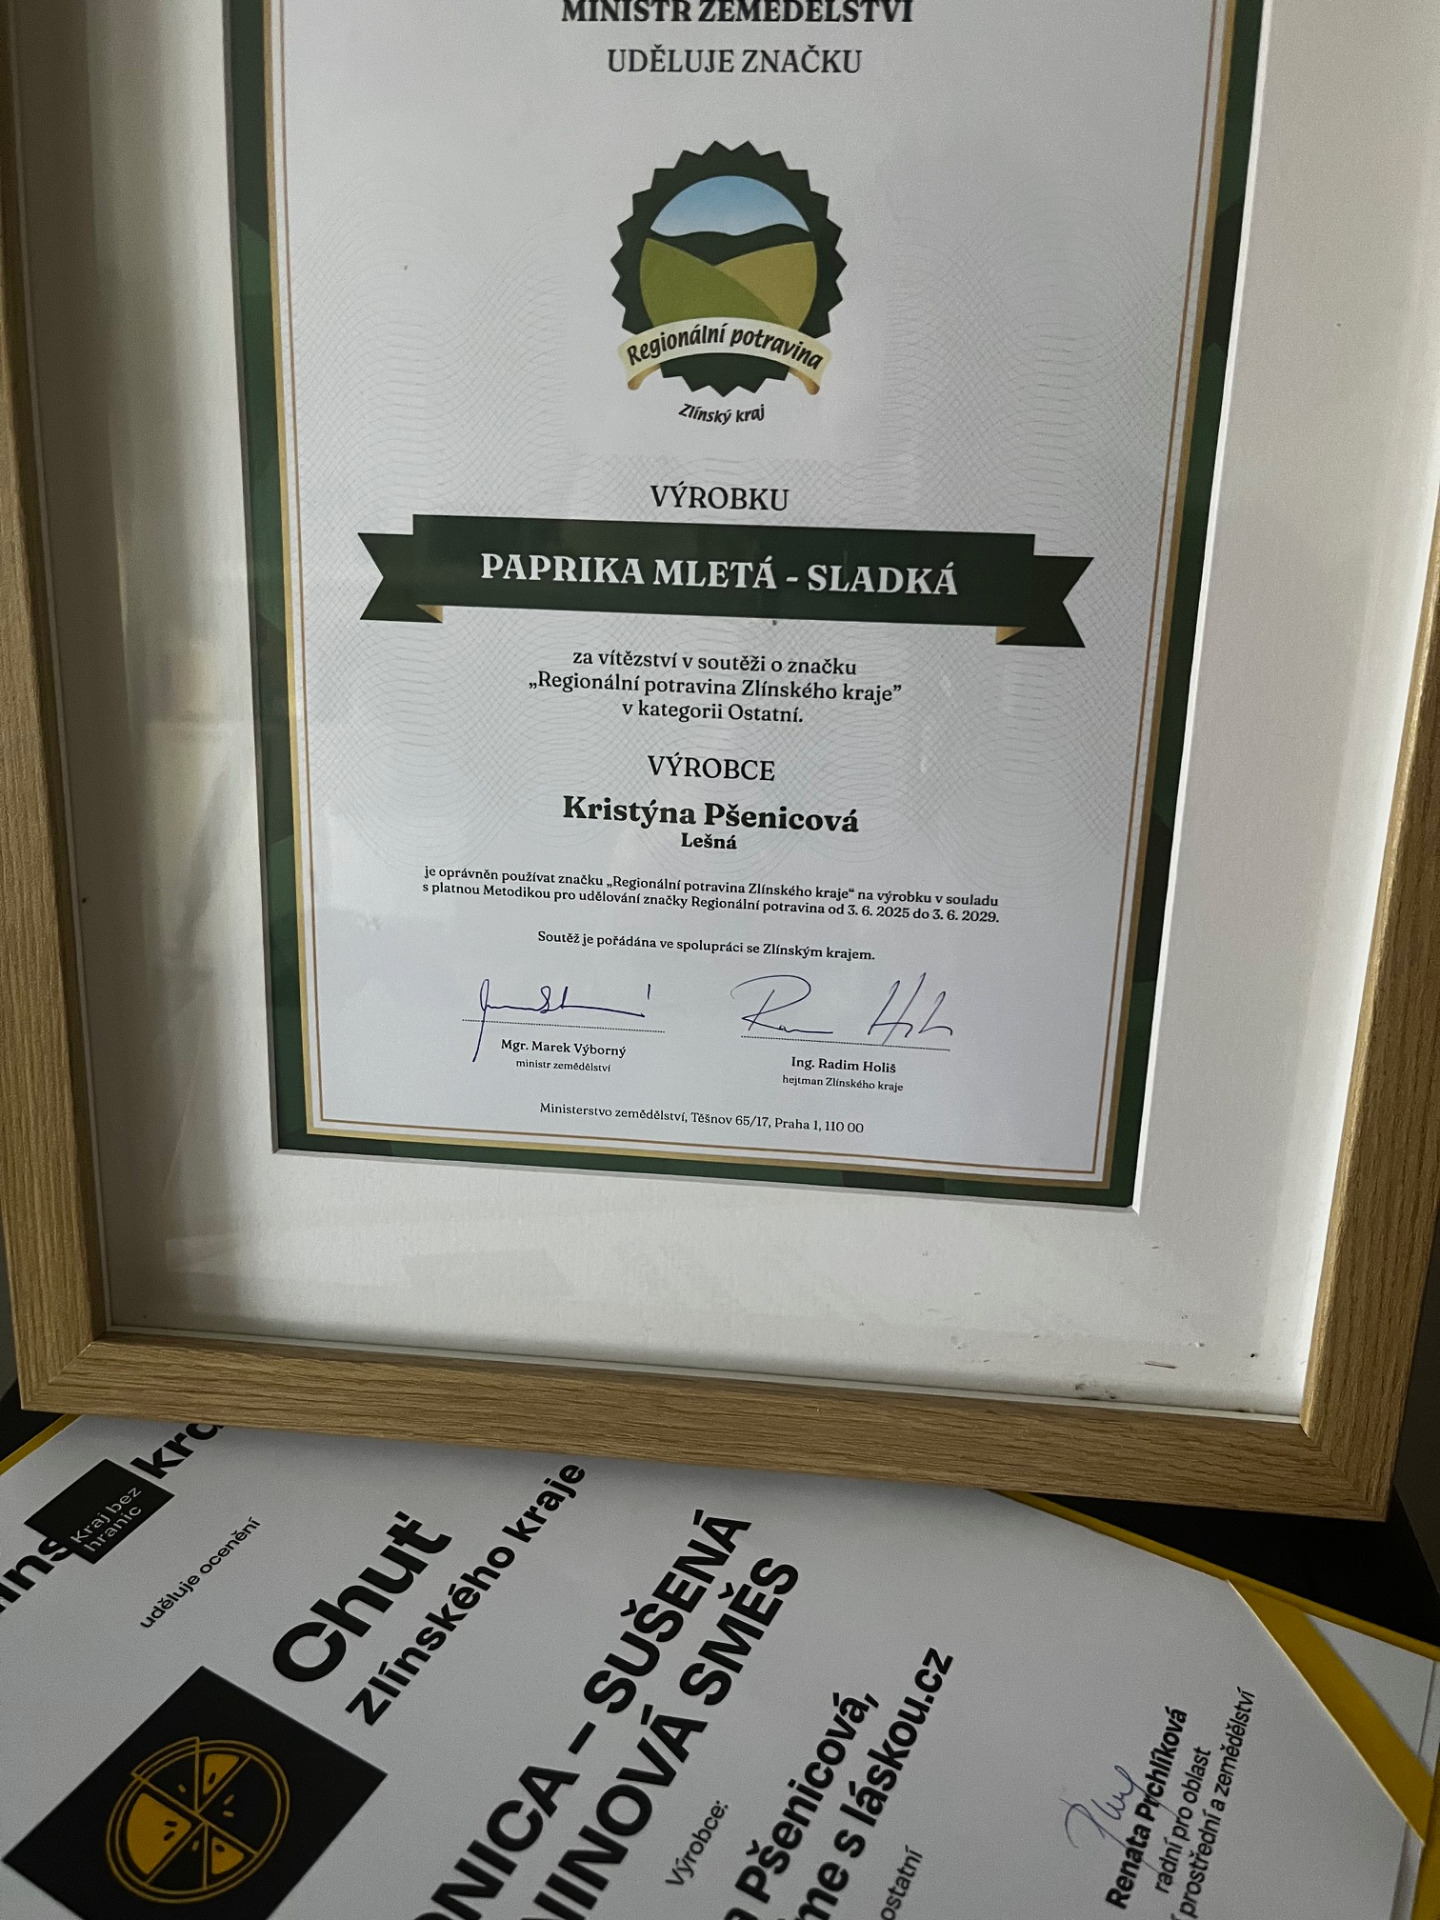 MINISTR ZEMĚDĚLSTVÍ
UDĚLUJE ZNAČKU
Regionální potravina
Zlínský kraj
VÝROBKU
PAPRIKA MLETÁ - SLADKÁ
za vítězství v soutěži o značku
„Regionální potravina Zlínského kraje”
v kategorii Ostatní.
VÝROBCE
Kristýna Pšenicová
Lešná
je oprávněn používat značku „Regionální potravina Zlínského kraje“ na výrobku v souladu
s platnou Metodikou pro udělování značky Regionální potravina od 3. 6. 2025 do 3. 6. 2029.
Soutěž je pořádána ve spolupráci se Zlínským krajem.
Mgr. Marek Výborný
ministr zemědělství
Ing. Radim Holiš
hejtman Zlínského kraje
Ministerstvo zemědělství, Těšnov 65/17, Praha 1, 110 00
Kraj bez
hranic
uděluje ocenění
Chuť
zlínského kraje
– SUŠENÁ
SMĚS
Výrobce:
Pšenicová,
s láskou.cz
ostatní
Renata Prchlíková
radní pro oblast
prostřední a zemědělství